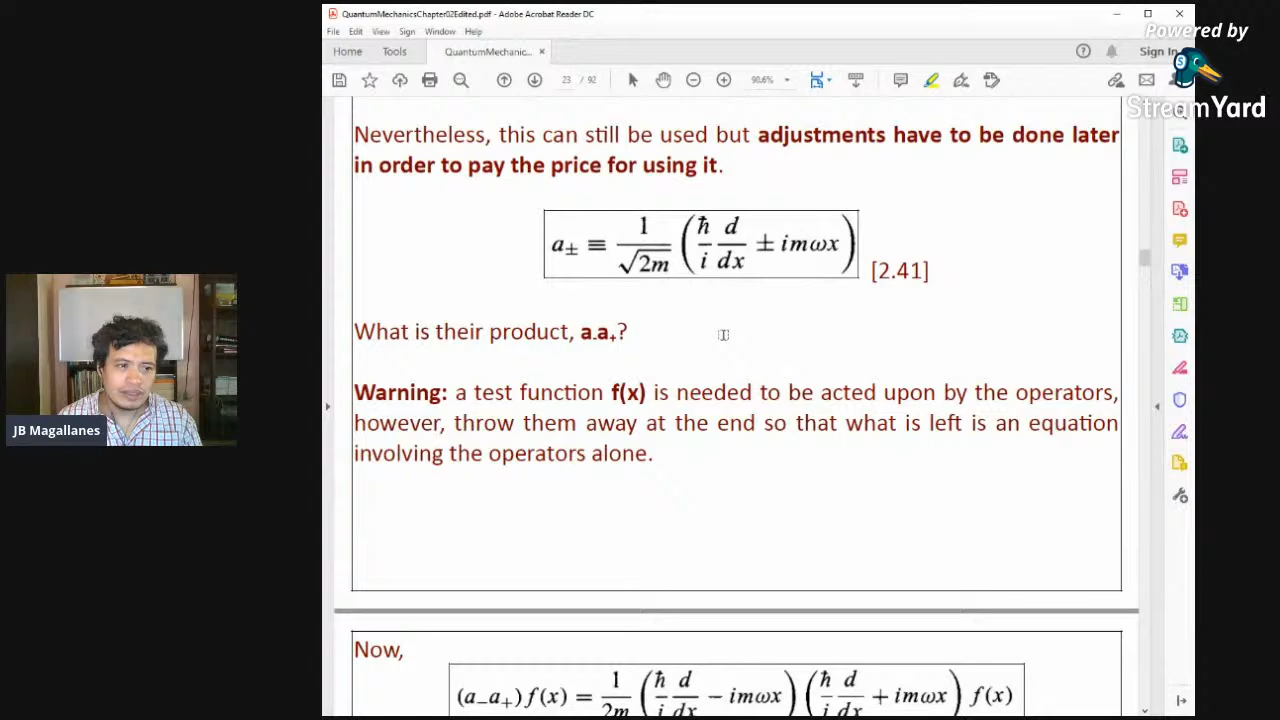 QuantumMechanicsChapter02Edited.pdf - Adobe Acrobat Reader DC
File Edit View Sign Window Help
Home Tools QuantumMechanic... × Sign In
23 / 92 90.6%
Powered by
StreamYard
Nevertheless, this can still be used but adjustments have to be done later
in order to pay the price for using it.
a± ≡ 1/√2m (ħ/i d/dx ± imωx) [2.41]
What is their product, a₋a₊?
Warning: a test function f(x) is needed to be acted upon by the operators,
however, throw them away at the end so that what is left is an equation
involving the operators alone.
JB Magallanes
Now,
(a₋a₊) f(x) = 1/2m (ħ/i d/dx − imωx) (ħ/i d/dx + imωx) f(x)